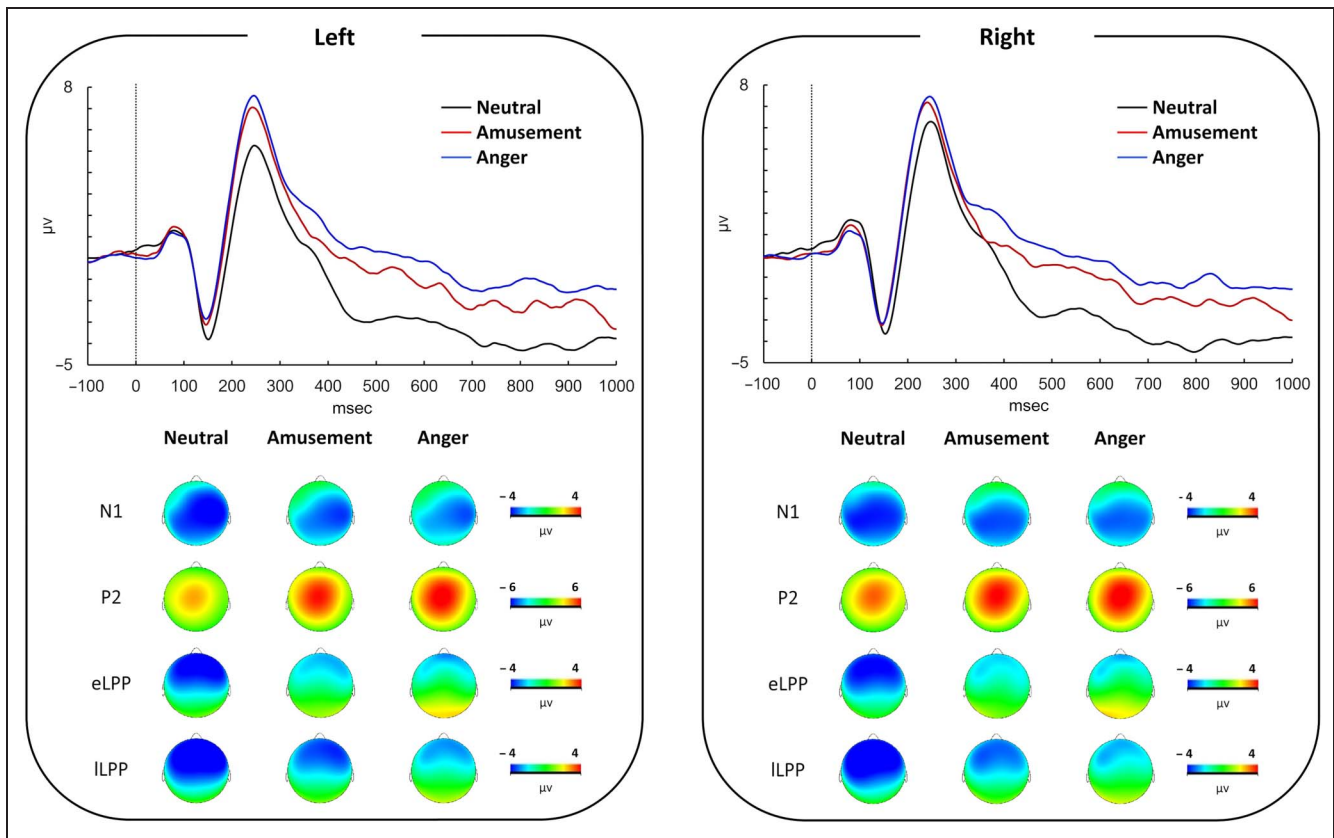 Left
8
Neutral
Amusement
Anger
μv
−5
−100 0 100 200 300 400 500 600 700 800 900 1000
msec
Neutral Amusement Anger
N1
− 4 4
μv
P2
− 6 6
μv
eLPP
− 4 4
μv
lLPP
− 4 4
μv
Right
8
Neutral
Amusement
Anger
μv
−5
−100 0 100 200 300 400 500 600 700 800 900 1000
msec
Neutral Amusement Anger
N1
- 4 4
μv
P2
− 6 6
μv
eLPP
− 4 4
μv
lLPP
− 4 4
μv